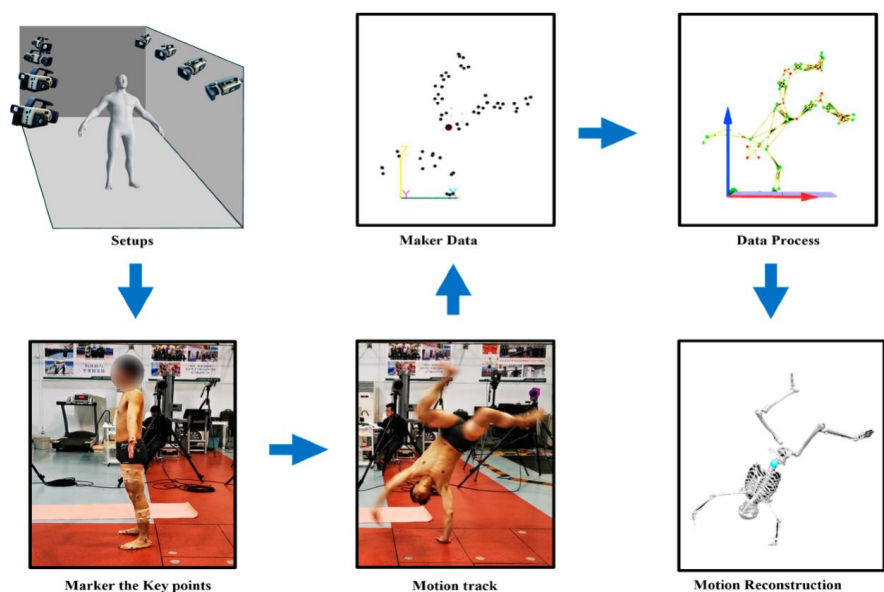 Setups
Maker Data
Data Process
Z
Y
X
Marker the Key points
Motion track
Motion Reconstruction